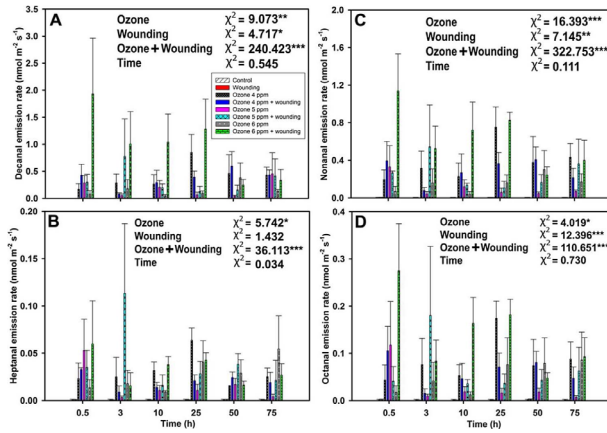 A
Ozone χ² = 9.073**
Wounding χ² = 4.717*
Ozone+Wounding χ² = 240.423***
Time χ² = 0.545
Control
Wounding
Ozone 4 ppm
Ozone 4 ppm + wounding
Ozone 5 ppm
Ozone 5 ppm + wounding
Ozone 6 ppm
Ozone 6 ppm + wounding
Decanal emission rate (nmol m⁻² s⁻¹)
3.5
3.0
2.5
2.0
1.5
1.0
0.5
0.0
C
Ozone χ² = 16.393***
Wounding χ² = 7.145**
Ozone+Wounding χ² = 322.753***
Time χ² = 0.111
Nonanal emission rate (nmol m⁻² s⁻¹)
2.0
1.6
1.2
0.8
0.4
0.0
B
Ozone χ² = 5.742*
Wounding χ² = 1.432
Ozone+Wounding χ² = 36.113***
Time χ² = 0.034
Heptanal emission rate (nmol m⁻² s⁻¹)
0.20
0.15
0.10
0.05
0.00
0.5 3 10 25 50 75
Time (h)
D
Ozone χ² = 4.019*
Wounding χ² = 12.396***
Ozone+Wounding χ² = 110.651***
Time χ² = 0.730
Octanal emission rate (nmol m⁻² s⁻¹)
0.4
0.3
0.2
0.1
0.0
0.5 3 10 25 50 75
Time (h)